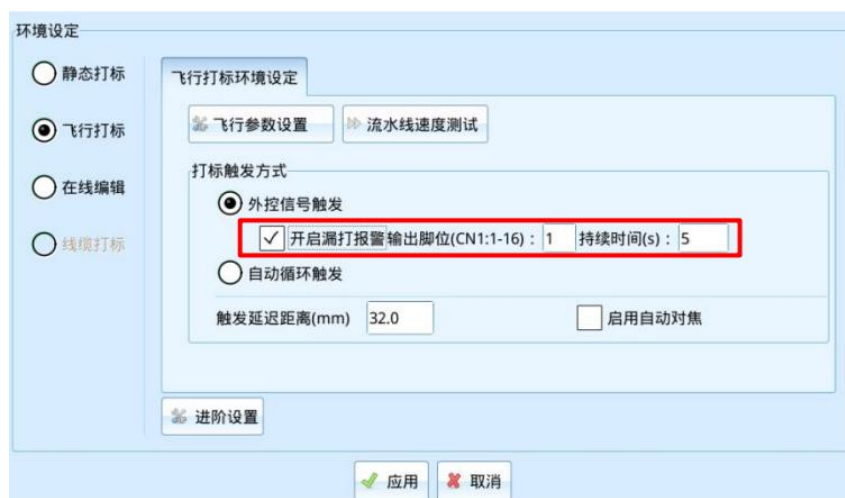 环境设定
静态打标
飞行打标环境设定
飞行打标
飞行参数设置 流水线速度测试
打标触发方式
在线编辑
外控信号触发
开启漏打报警输出脚位(CN1:1-16)：1 持续时间(s)：5
线缆打标
自动循环触发
触发延迟距离(mm) 32.0 启用自动对焦
进阶设置
应用 取消